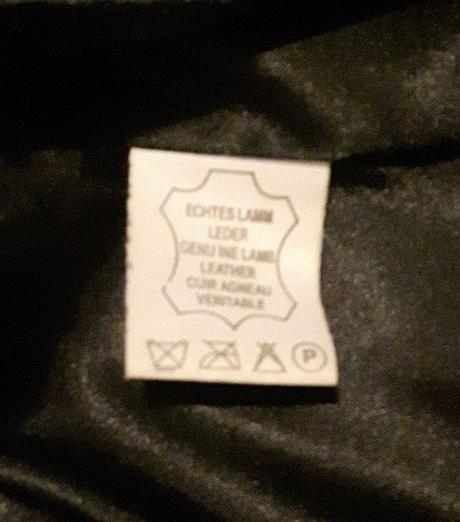 ECHTES LAMM
LEDER
GENUINE LAMB
LEATHER
CUIR AGNEAU
VERITABLE
P